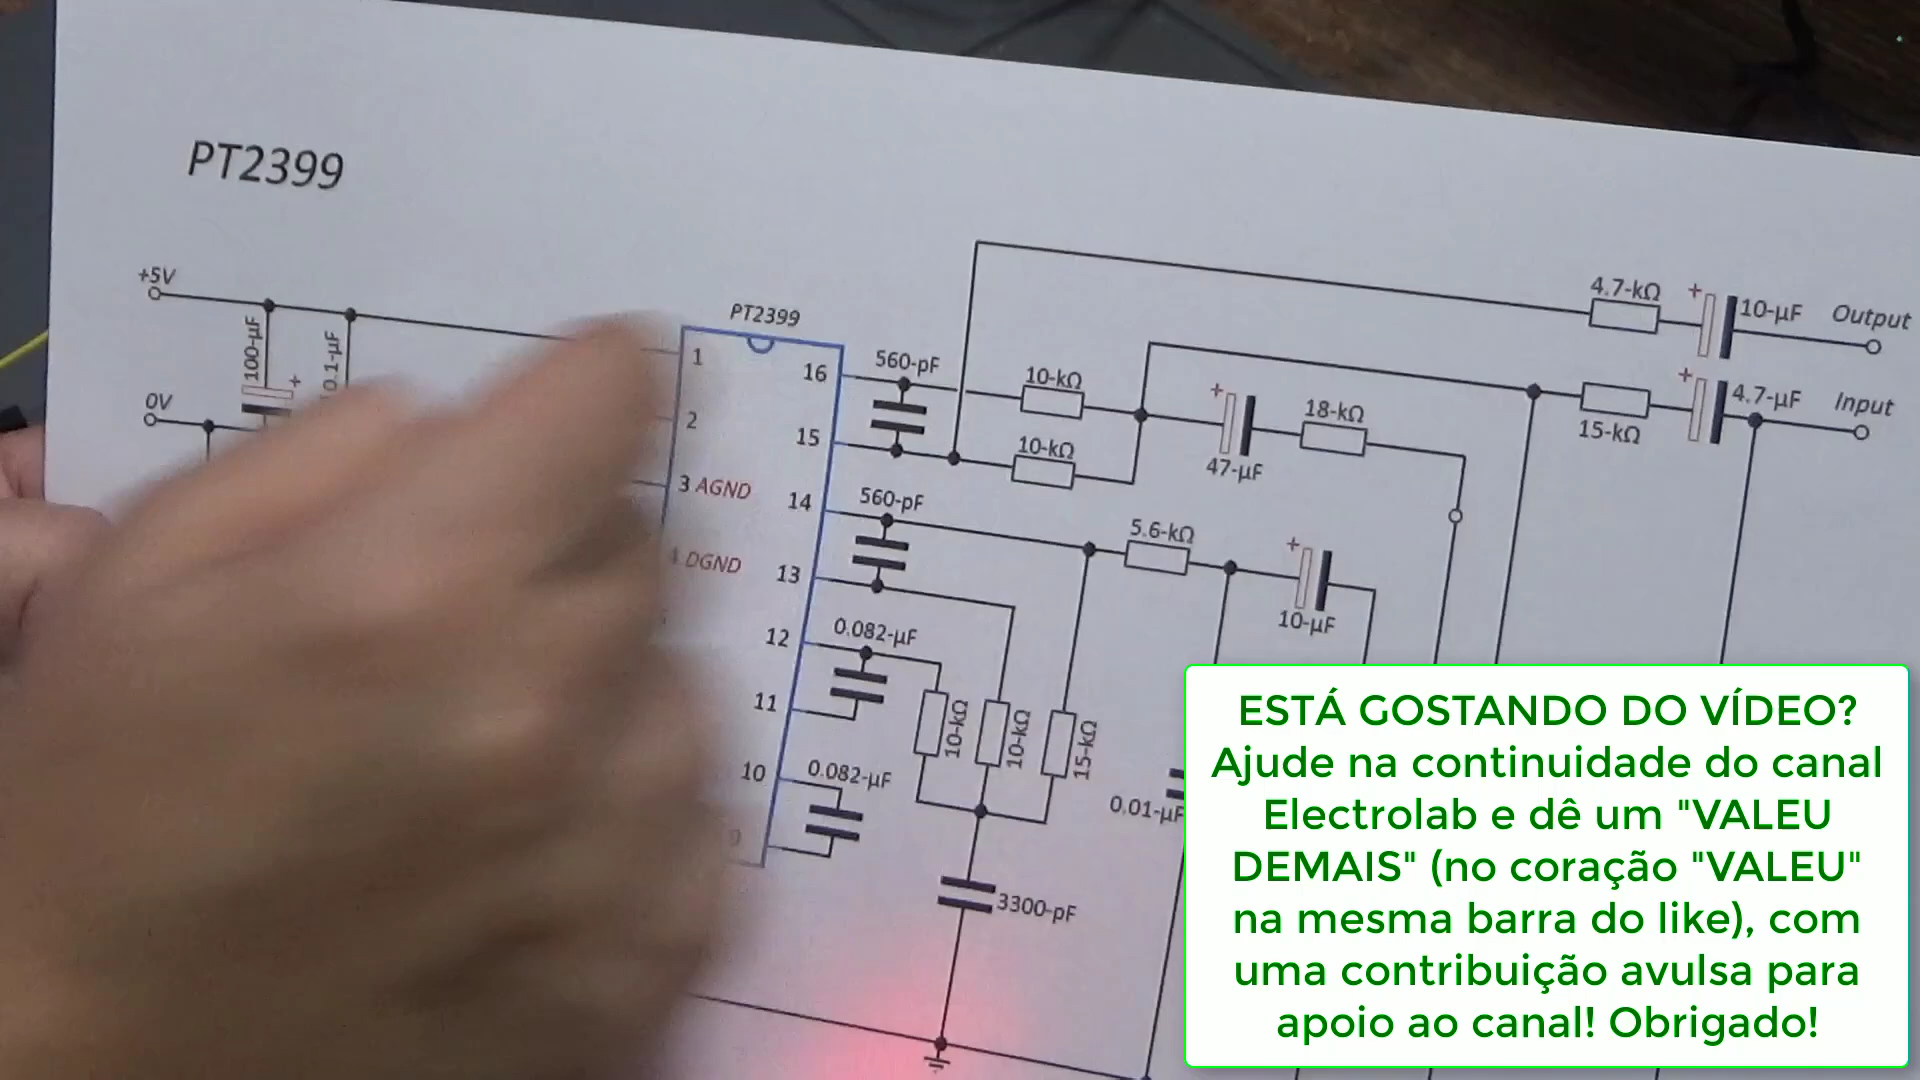 PT2399
+5V
100-µF
+
0.1-µF
0V
PT2399
1
2
3 AGND
DGND
16
15
14
13
12
11
10
9
560-pF
10-kΩ
10-kΩ
+
47-µF
18-kΩ
4.7-kΩ
+
10-µF
Output
15-kΩ
+
4.7-µF
Input
560-pF
5.6-kΩ
+
10-µF
0.082-µF
10-kΩ
10-kΩ
15-kΩ
0.082-µF
3300-pF
0.01-µF
ESTÁ GOSTANDO DO VÍDEO?
Ajude na continuidade do canal
Electrolab e dê um "VALEU
DEMAIS" (no coração "VALEU"
na mesma barra do like), com
uma contribuição avulsa para
apoio ao canal! Obrigado!